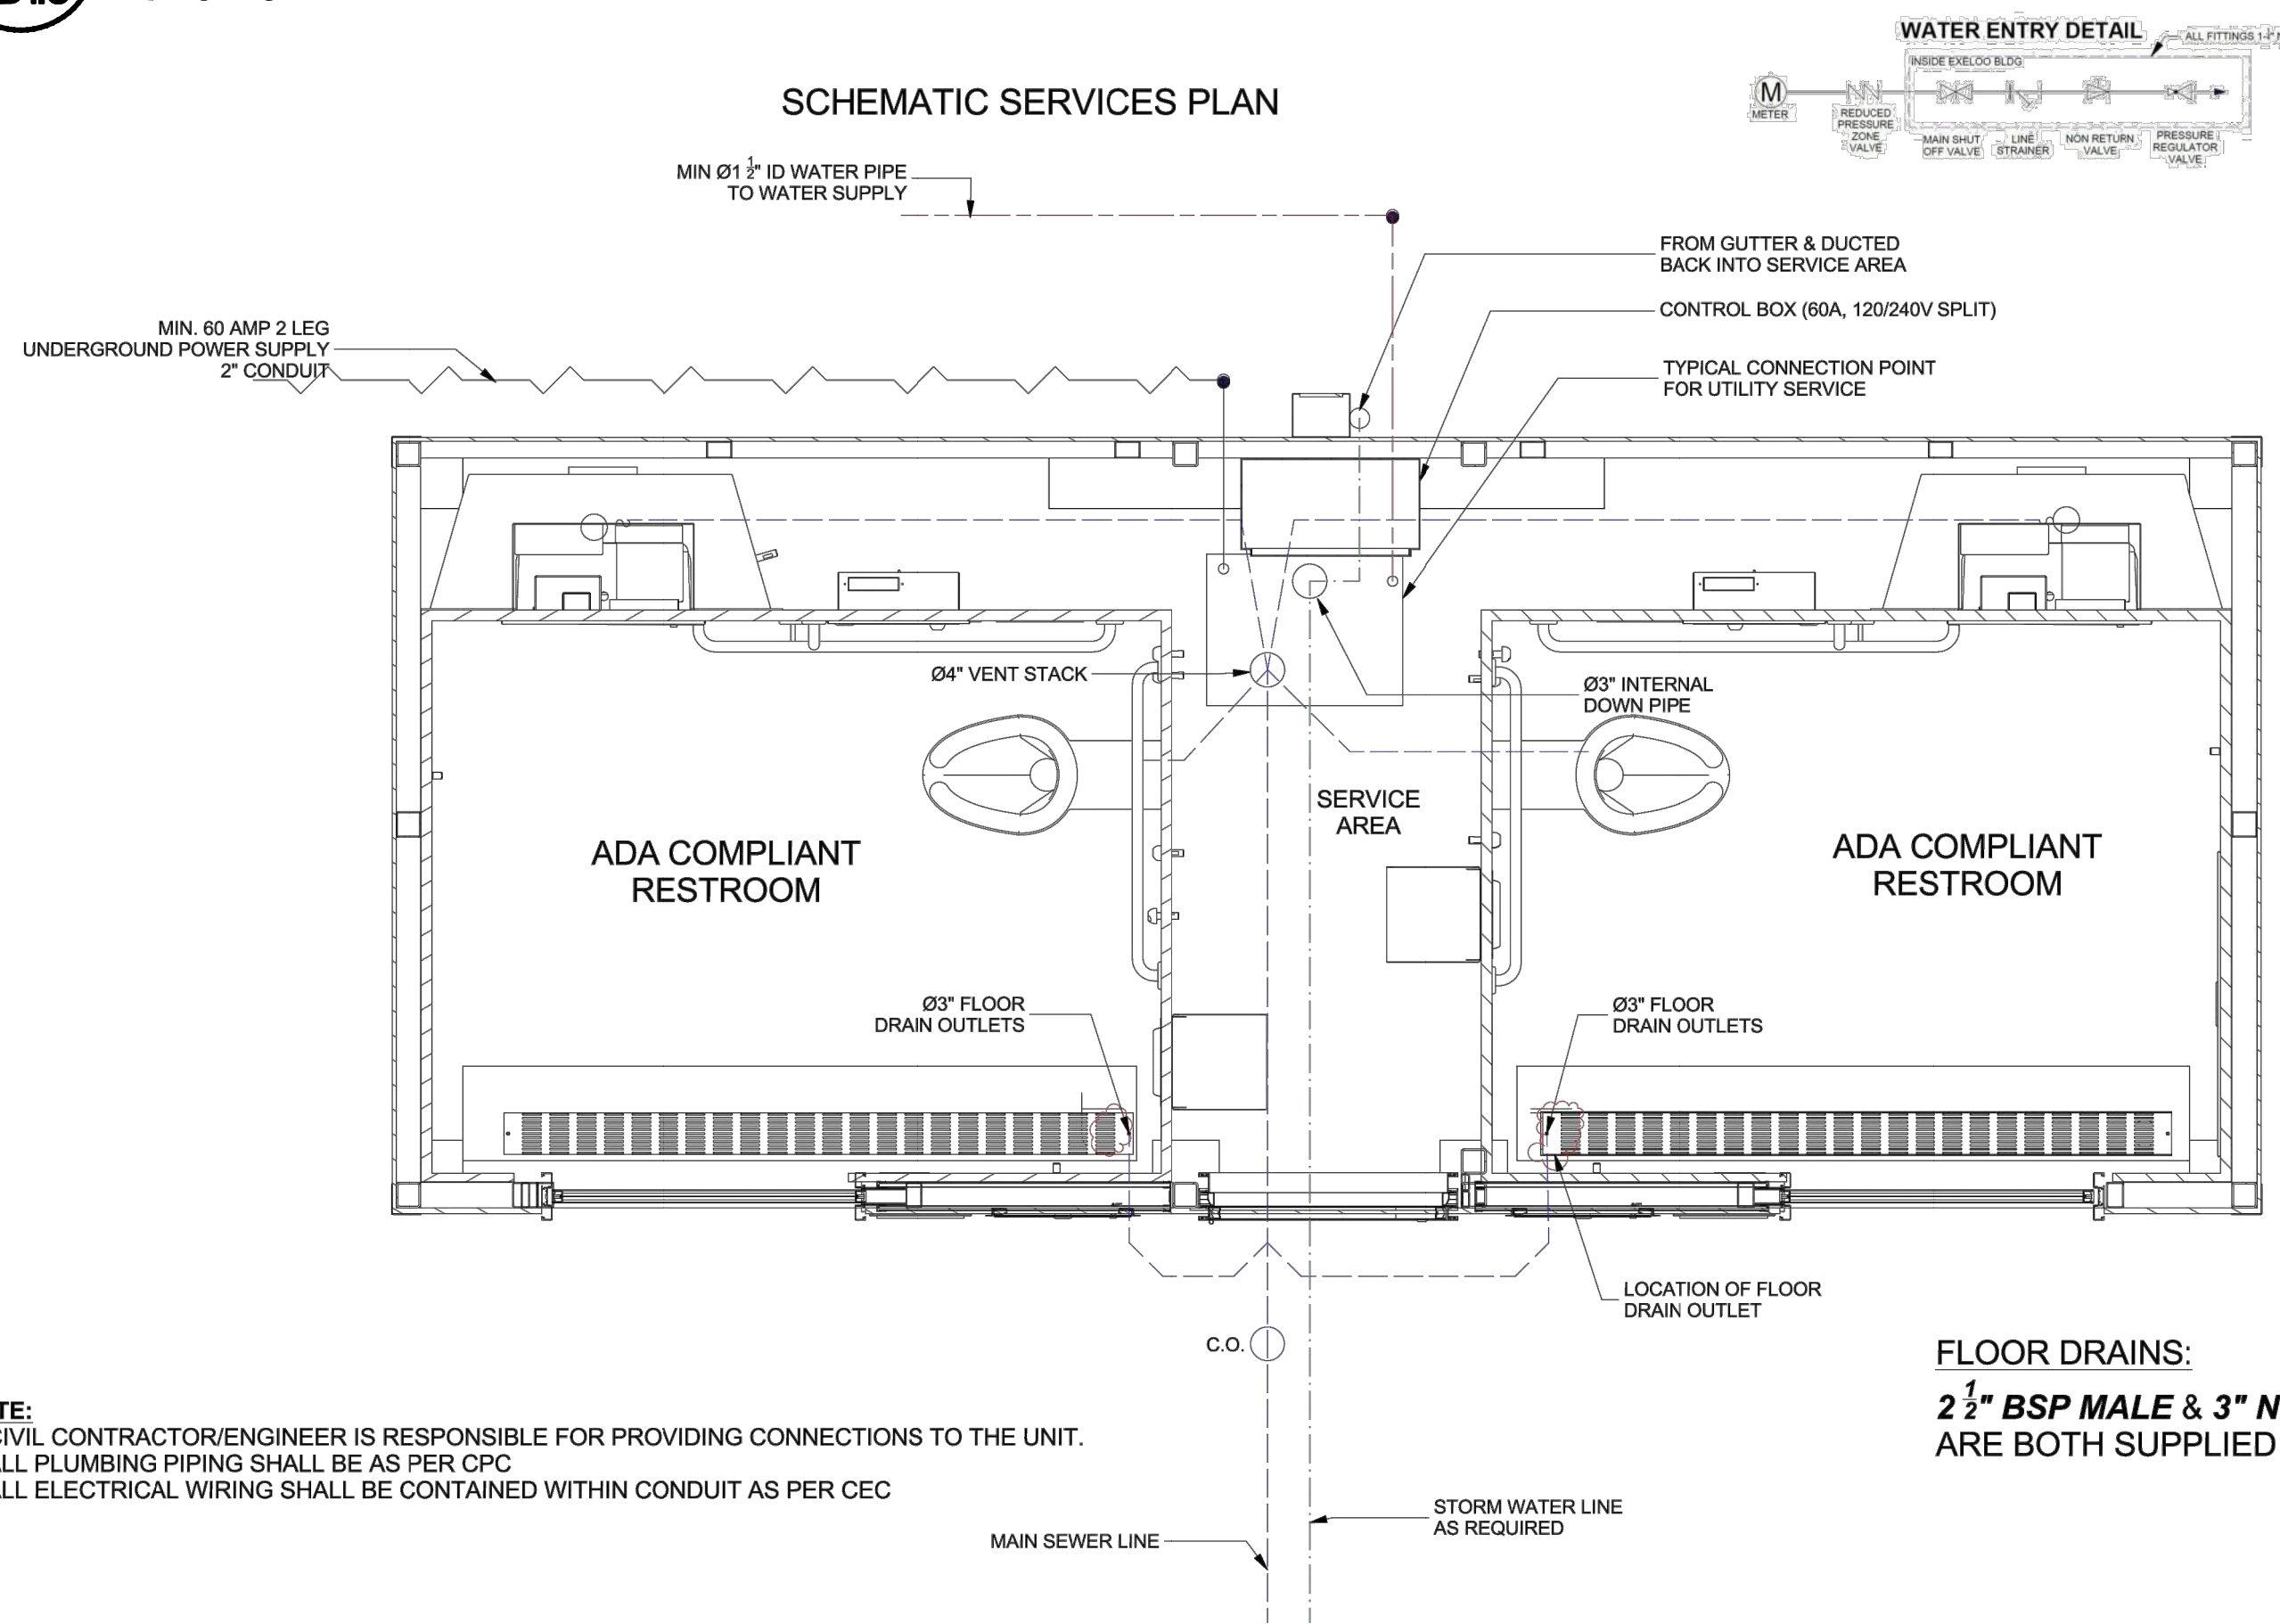 WATER ENTRY DETAIL
ALL FITTINGS 1-
INSIDE EXELOO BLDG
M
METER
REDUCED
PRESSURE
ZONE
VALVE
MAIN SHUT
OFF VALVE
LINE
STRAINER
NON RETURN
VALVE
PRESSURE
REGULATOR
VALVE
SCHEMATIC SERVICES PLAN
MIN Ø1 1/2" ID WATER PIPE
TO WATER SUPPLY
FROM GUTTER & DUCTED
BACK INTO SERVICE AREA
CONTROL BOX (60A, 120/240V SPLIT)
MIN. 60 AMP 2 LEG
UNDERGROUND POWER SUPPLY
2" CONDUIT
TYPICAL CONNECTION POINT
FOR UTILITY SERVICE
Ø4" VENT STACK
Ø3" INTERNAL
DOWN PIPE
SERVICE
AREA
ADA COMPLIANT
RESTROOM
ADA COMPLIANT
RESTROOM
Ø3" FLOOR
DRAIN OUTLETS
Ø3" FLOOR
DRAIN OUTLETS
LOCATION OF FLOOR
DRAIN OUTLET
C.O.
FLOOR DRAINS:
2 1/2" BSP MALE & 3" N
ARE BOTH SUPPLIED
TE:
CIVIL CONTRACTOR/ENGINEER IS RESPONSIBLE FOR PROVIDING CONNECTIONS TO THE UNIT.
ALL PLUMBING PIPING SHALL BE AS PER CPC
ALL ELECTRICAL WIRING SHALL BE CONTAINED WITHIN CONDUIT AS PER CEC
STORM WATER LINE
AS REQUIRED
MAIN SEWER LINE